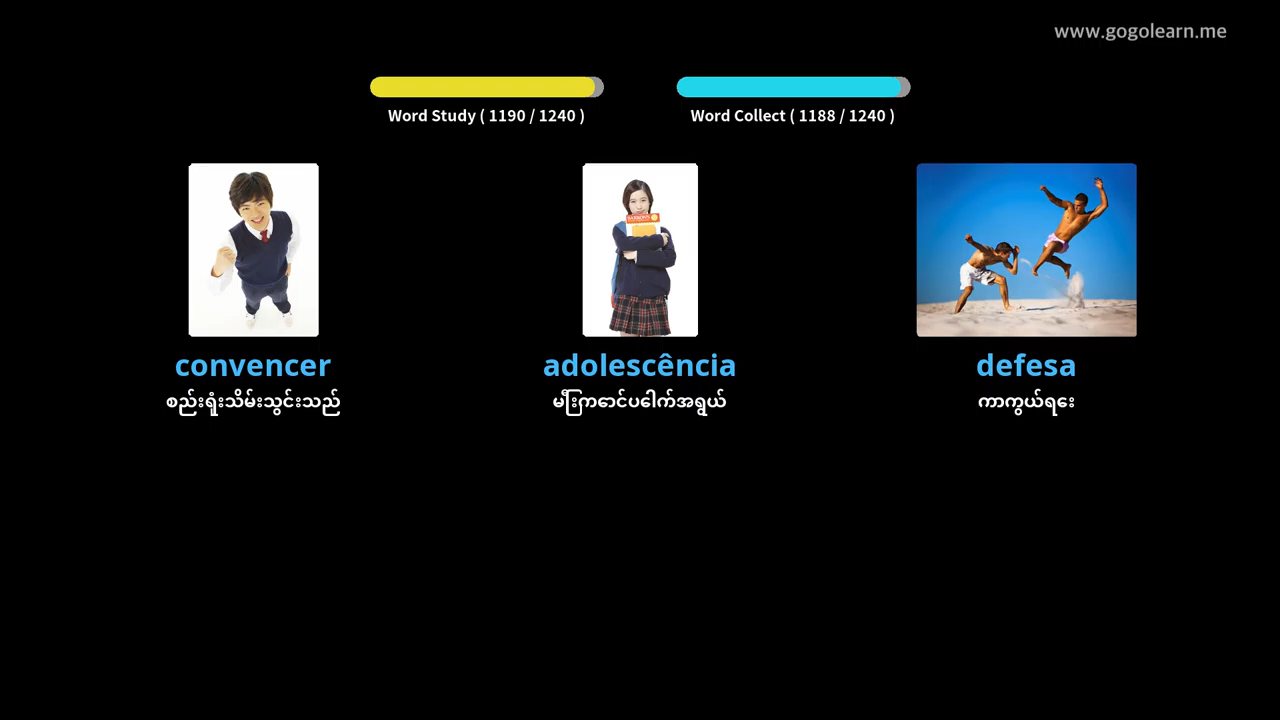 www.gogolearn.me
Word Study ( 1190 / 1240 )
Word Collect ( 1188 / 1240 )
convencer
adolescência
defesa
စည်းရုံးသိမ်းသွင်းသည်
မီးကြောင်ပေါက်အရွယ်
ကာကွယ်ရေး